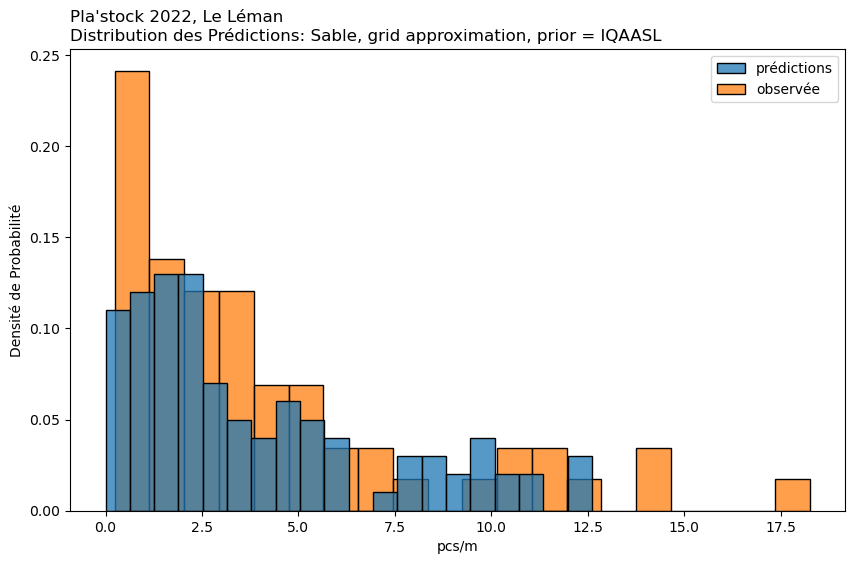 Pla'stock 2022, Le Léman
Distribution des Prédictions: Sable, grid approximation, prior = IQAASL
prédictions
observée
Densité de Probabilité
0.25
0.20
0.15
0.10
0.05
0.00
0.0 2.5 5.0 7.5 10.0 12.5 15.0 17.5
pcs/m